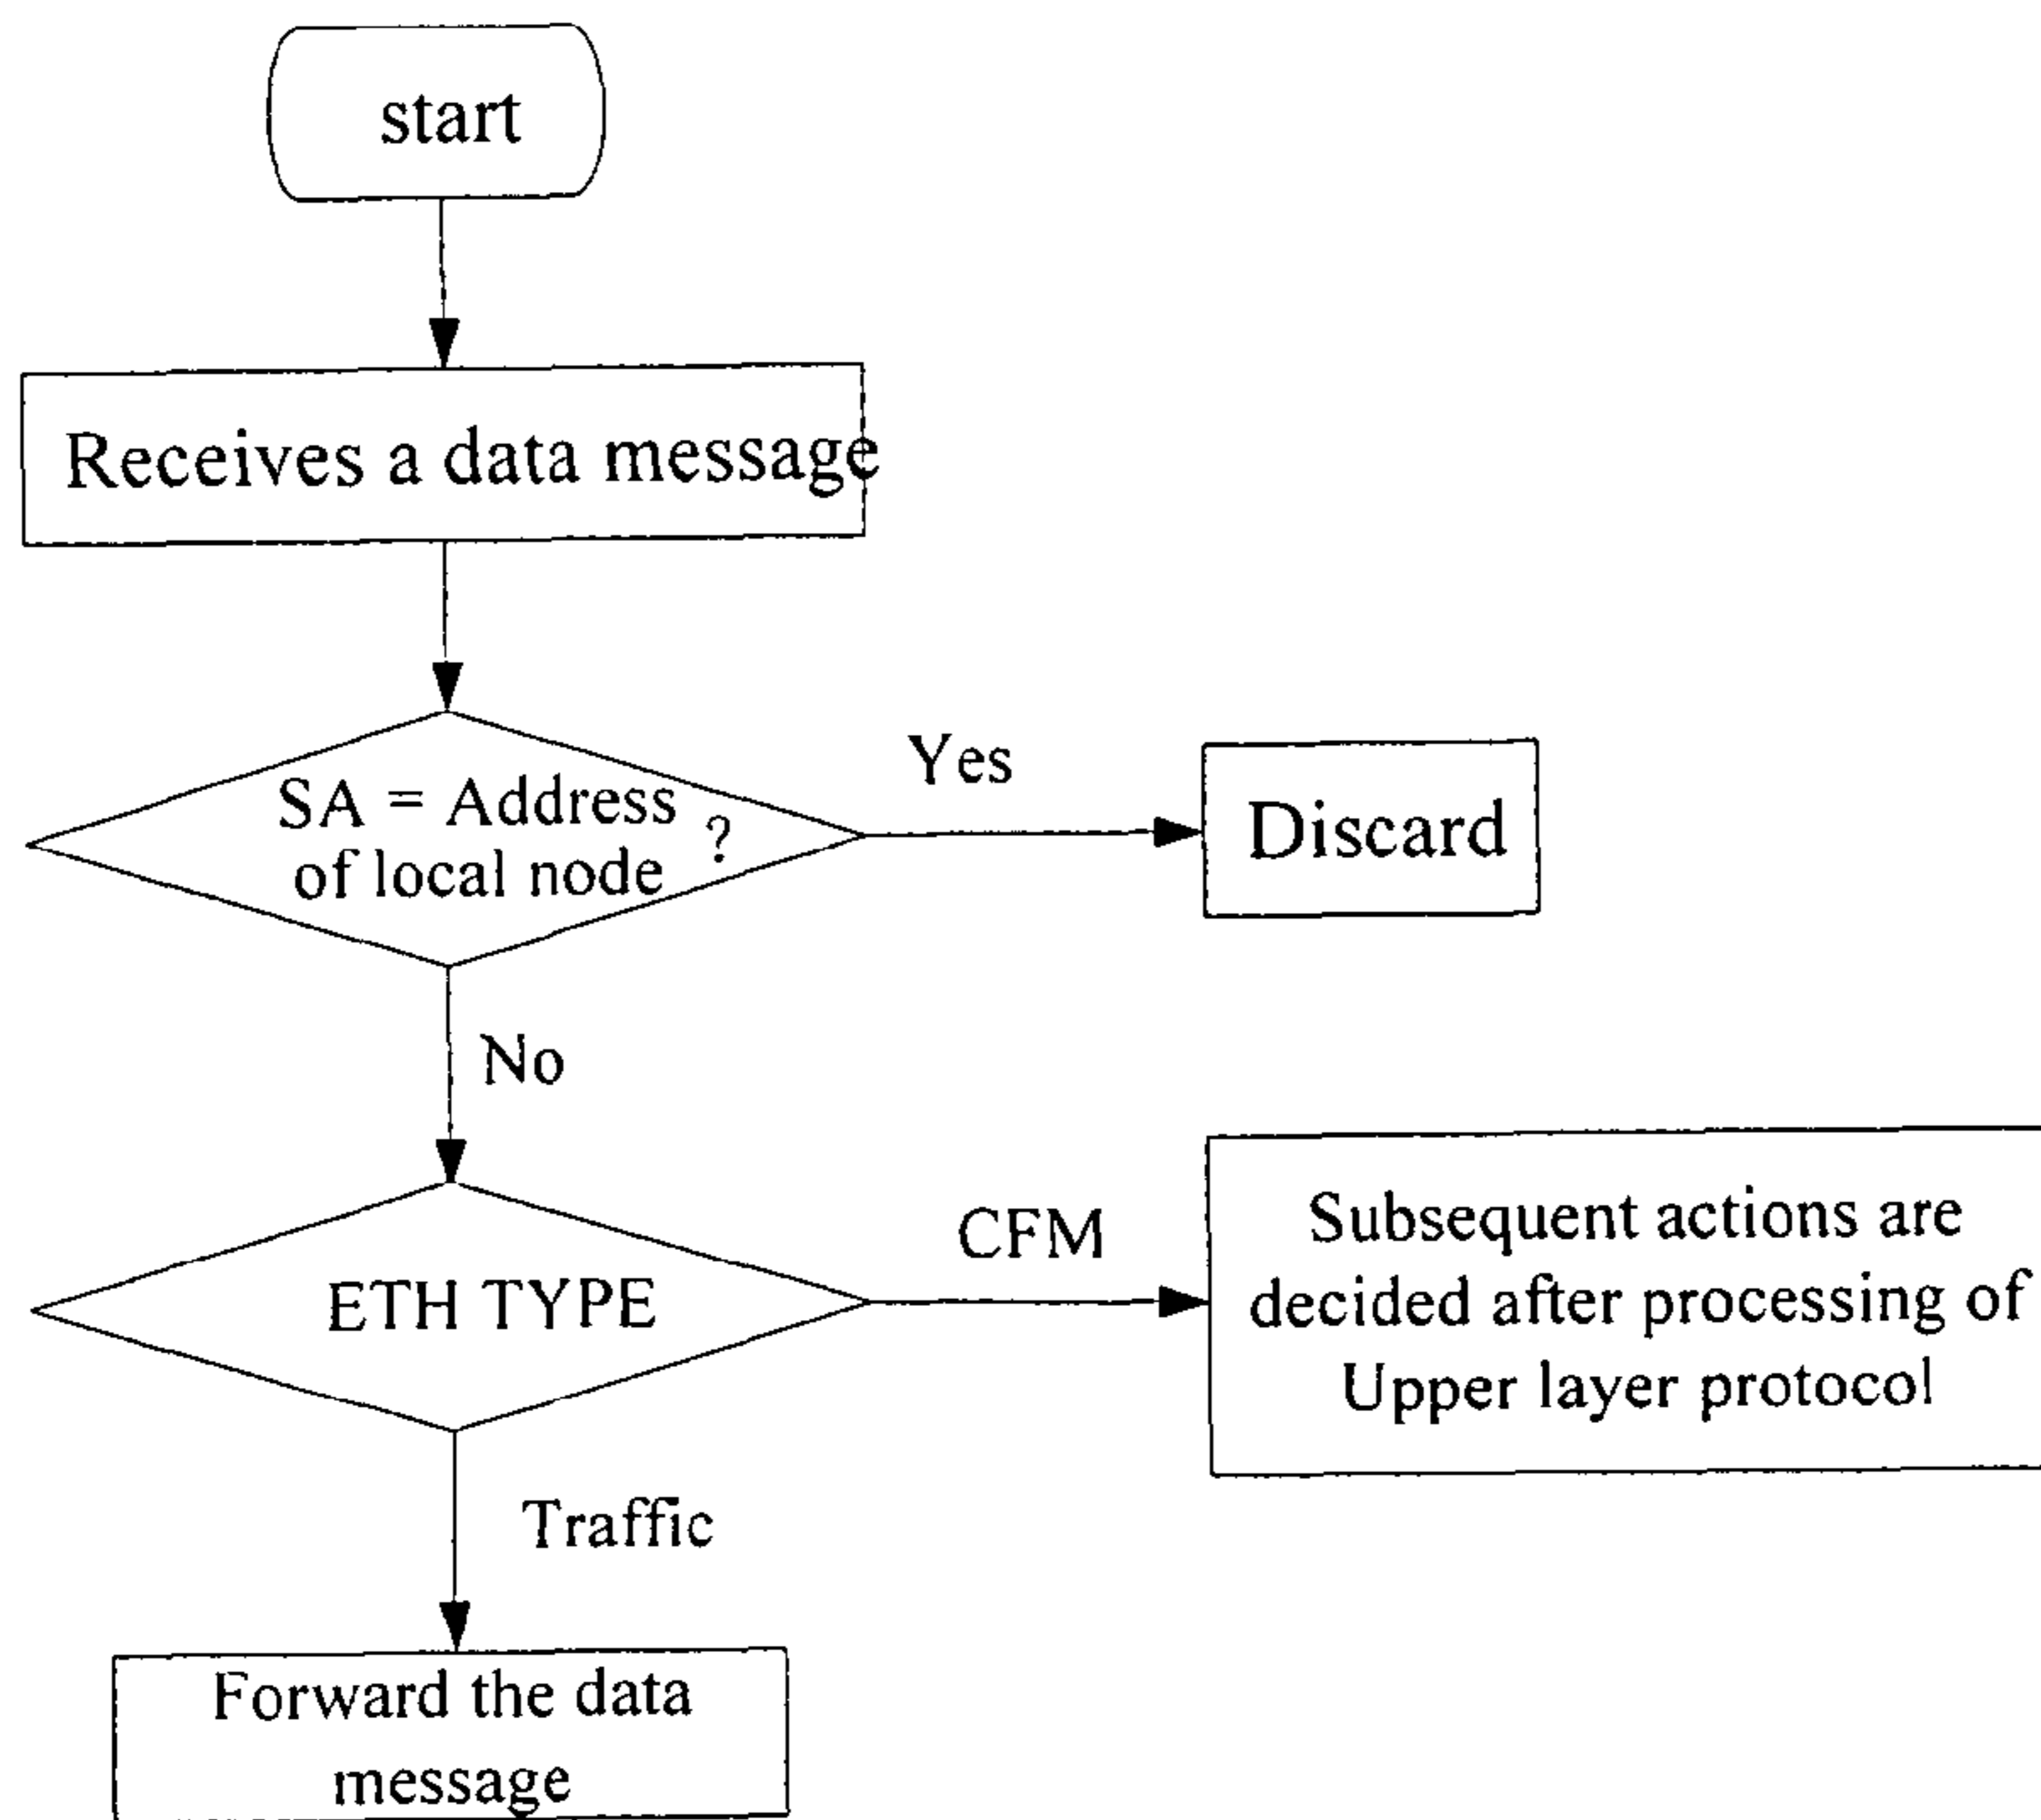 start
Receives a data message
SA = Address
of local node ?
Yes
Discard
No
ETH TYPE
CFM
Subsequent actions are
decided after processing of
Upper layer protocol
Traffic
Forward the data
message